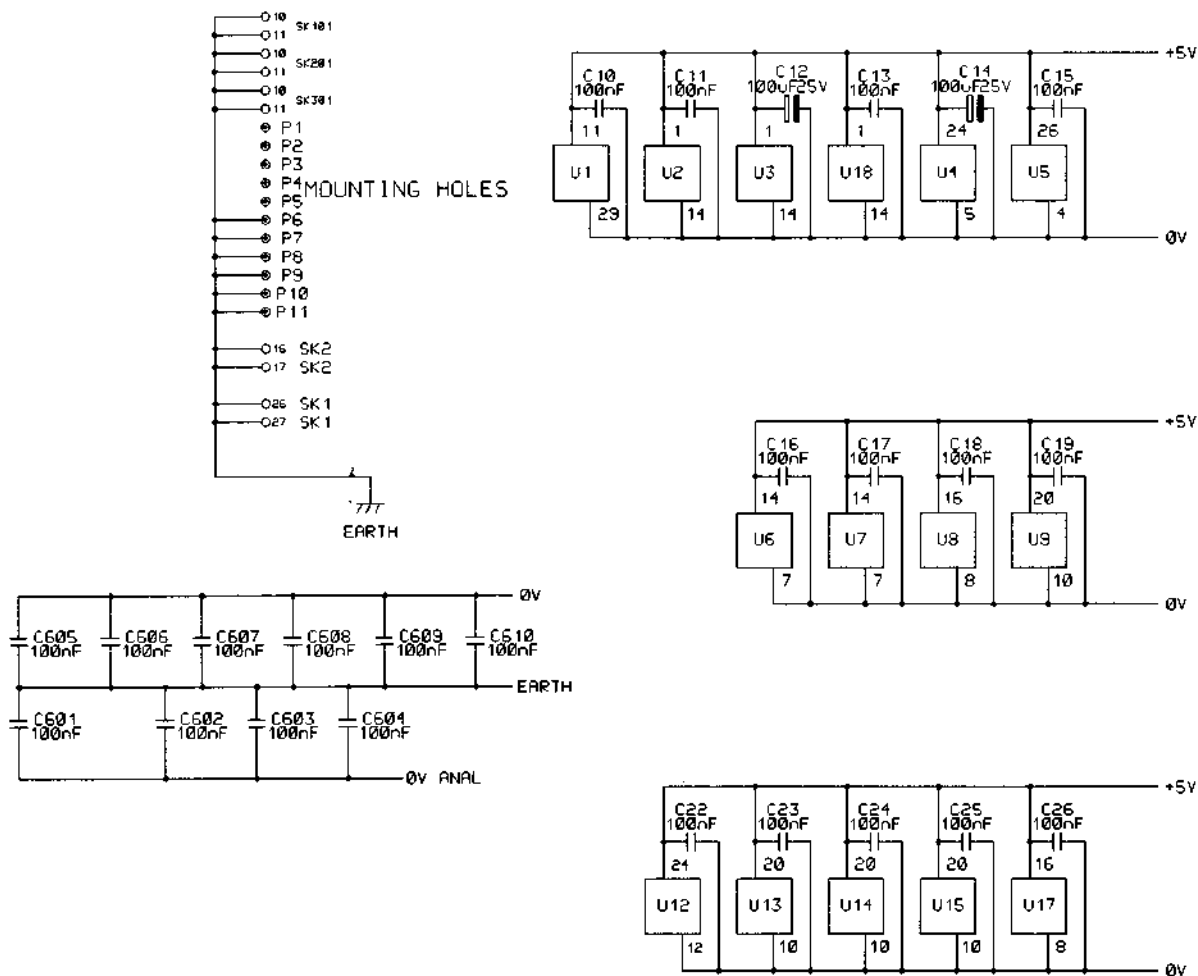 10
SK101
11
10
SK201
11
10
SK301
11
P1
P2
P3
P4
P5
MOUNTING HOLES
P6
P7
P8
P9
P10
P11
16 SK2
17 SK2
26 SK1
27 SK1
EARTH
+5V
C10 100nF
C11 100nF
C12 100uF25V
C13 100nF
C14 100uF25V
C15 100nF
11 1 1 1 24 26
U1 U2 U3 U18 U4 U5
29 14 14 14 5 4
0V
+5V
C16 100nF
C17 100nF
C18 100nF
C19 100nF
14 14 16 20
U6 U7 U8 U9
7 7 8 10
0V
0V
C605 100nF
C606 100nF
C607 100nF
C608 100nF
C609 100nF
C610 100nF
EARTH
C601 100nF
C602 100nF
C603 100nF
C604 100nF
0V ANAL
+5V
C22 100nF
C23 100nF
C24 100nF
C25 100nF
C26 100nF
24 20 20 20 16
U12 U13 U14 U15 U17
12 10 10 10 8
0V